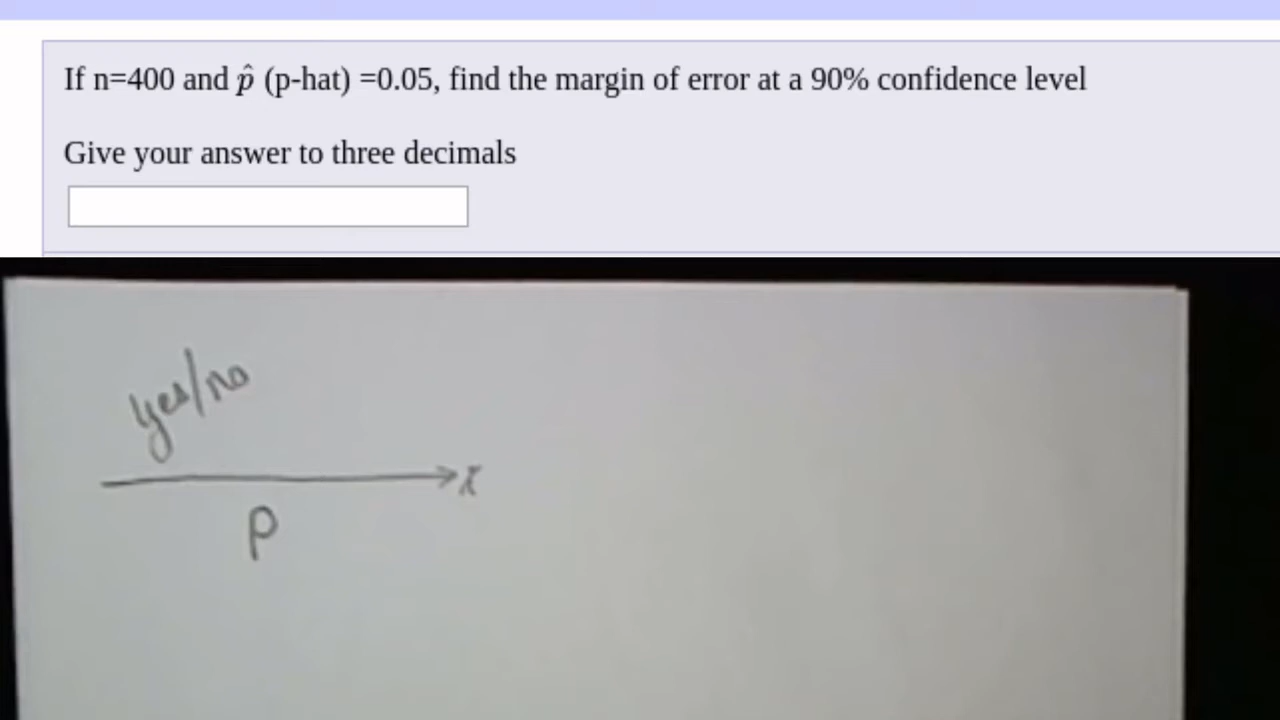 If n=400 and p̂ (p-hat) =0.05, find the margin of error at a 90% confidence level
Give your answer to three decimals
yes/no
p